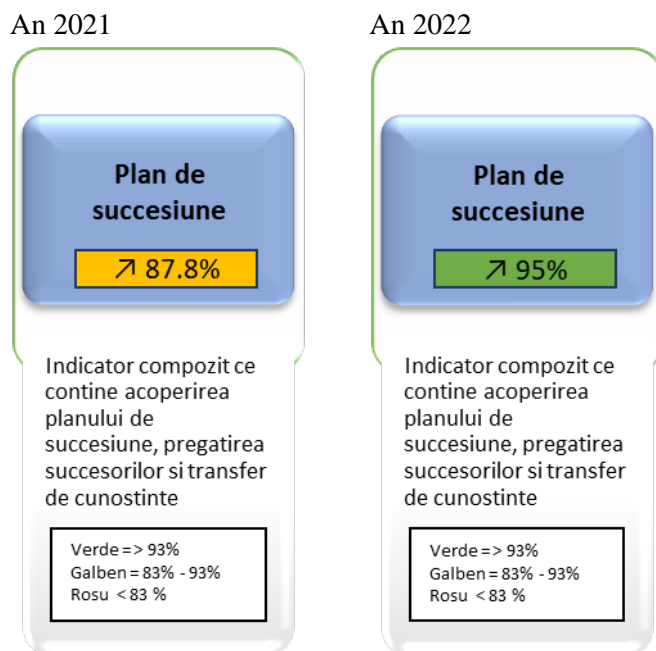 An 2021
Plan de
succesiune
↗ 87.8%
Indicator compozit ce
contine acoperirea
planului de
succesiune, pregatirea
succesorilor si transfer
de cunostinte
Verde => 93%
Galben = 83% - 93%
Rosu < 83 %
An 2022
Plan de
succesiune
↗ 95%
Indicator compozit ce
contine acoperirea
planului de
succesiune, pregatirea
succesorilor si transfer
de cunostinte
Verde => 93%
Galben = 83% - 93%
Rosu < 83 %